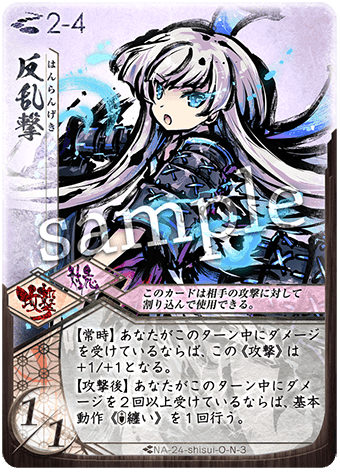 2-4
反乱撃
はんらんげき
sample
攻撃
対応
このカードは相手の攻撃に対して
割り込んで使用できる。
【常時】あなたがこのターン中にダメージ
を受けているならば、この《攻撃》は
+1/+1となる。
【攻撃後】あなたがこのターン中にダメ
ージを２回以上受けているならば、基本
動作《纏い》を１回行う。
1/1
NA-24-shisui-O-N-3